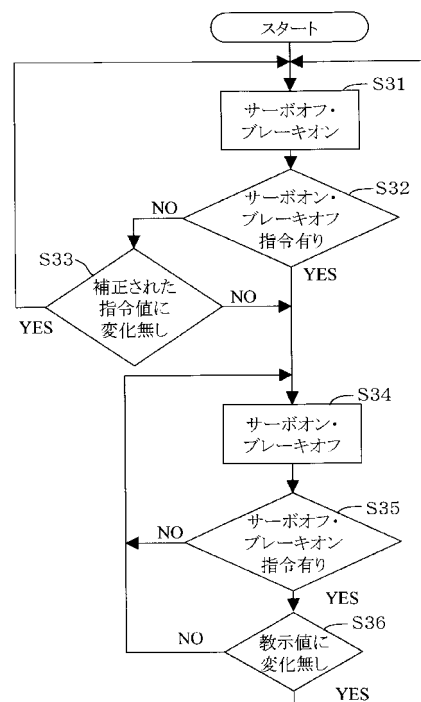 スタート
S31
サーボオフ・
ブレーキオン
S32
サーボオン・
ブレーキオフ
指令有り
NO
YES
S33
補正された
指令値に
変化無し
NO
YES
S34
サーボオン・
ブレーキオフ
S35
サーボオフ・
ブレーキオン
指令有り
NO
YES
S36
教示値に
変化無し
NO
YES